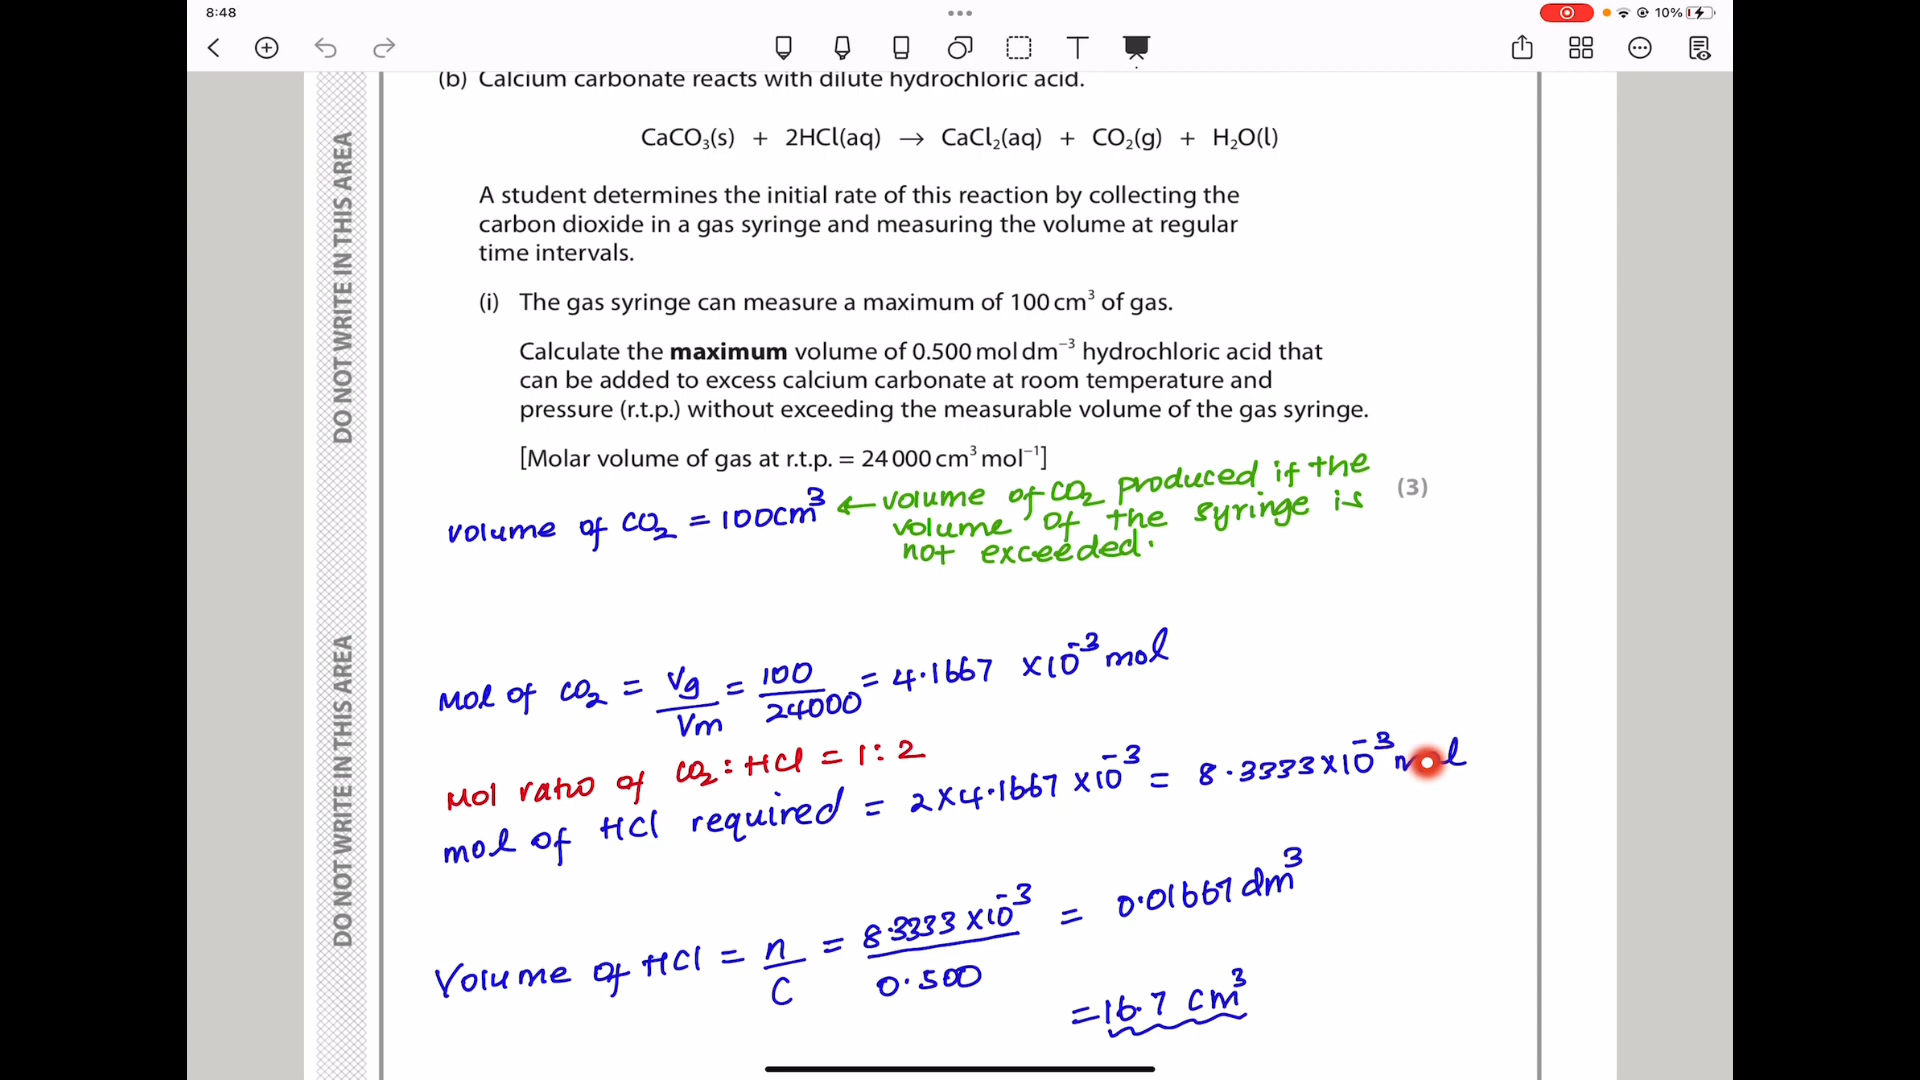 8:48
10%
(b) Calcium carbonate reacts with dilute hydrochloric acid.
CaCO₃(s) + 2HCl(aq) → CaCl₂(aq) + CO₂(g) + H₂O(l)
A student determines the initial rate of this reaction by collecting the
carbon dioxide in a gas syringe and measuring the volume at regular
time intervals.
(i) The gas syringe can measure a maximum of 100 cm³ of gas.
Calculate the maximum volume of 0.500 mol dm⁻³ hydrochloric acid that
can be added to excess calcium carbonate at room temperature and
pressure (r.t.p.) without exceeding the measurable volume of the gas syringe.
[Molar volume of gas at r.t.p. = 24 000 cm³ mol⁻¹]
(3)
volume of CO₂ = 100cm³ ← volume of CO₂ produced if the
volume of the syringe is
not exceeded.
Mol of CO₂ = Vg/Vm = 100/24000 = 4.1667 ×10⁻³ mol
Mol ratio of CO₂ : HCl = 1 : 2
mol of HCl required = 2×4.1667 ×10⁻³ = 8.3333×10⁻³ mol
Volume of HCl = n/C = 8.3333 ×10⁻³/0.500 = 0.01667 dm³
= 16.7 cm³
DO NOT WRITE IN THIS AREA
DO NOT WRITE IN THIS AREA